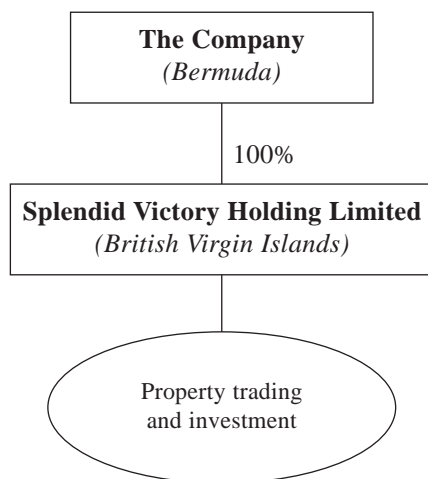 The Company
(Bermuda)
100%
Splendid Victory Holding Limited
(British Virgin Islands)
Property trading
and investment